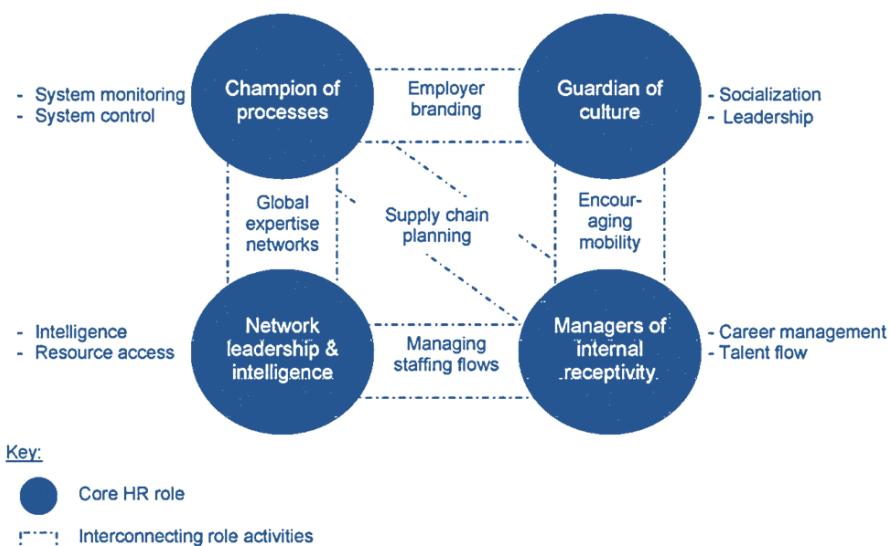 Champion of
processes
Employer
branding
Guardian of
culture
- System monitoring
- System control
- Socialization
- Leadership
Global
expertise
networks
Supply chain
planning
Encour-
aging
mobility
- Intelligence
- Resource access
Network
leadership &
intelligence
Managing
staffing flows
Managers of
internal
receptivity
- Career management
- Talent flow
Key:
Core HR role
Interconnecting role activities